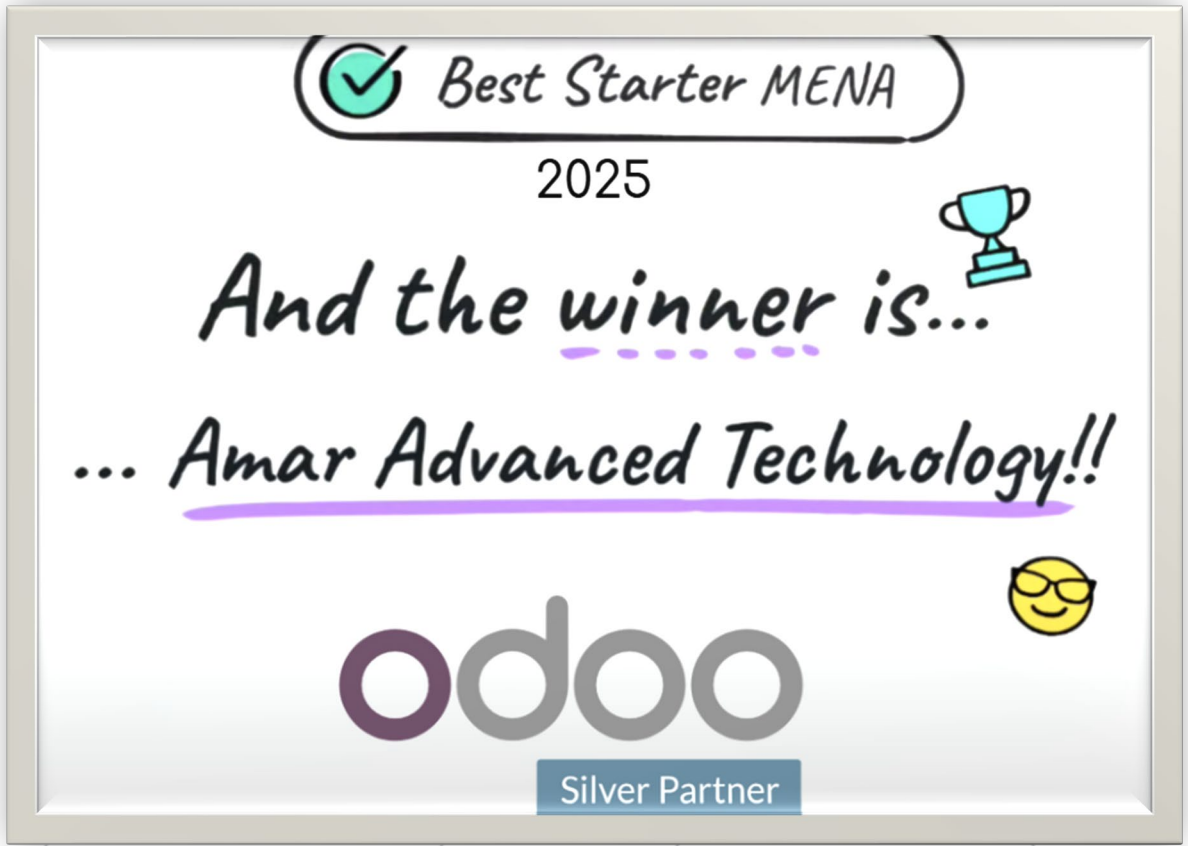 Best Starter MENA
2025
And the winner is...
... Amar Advanced Technology!!
odoo
Silver Partner